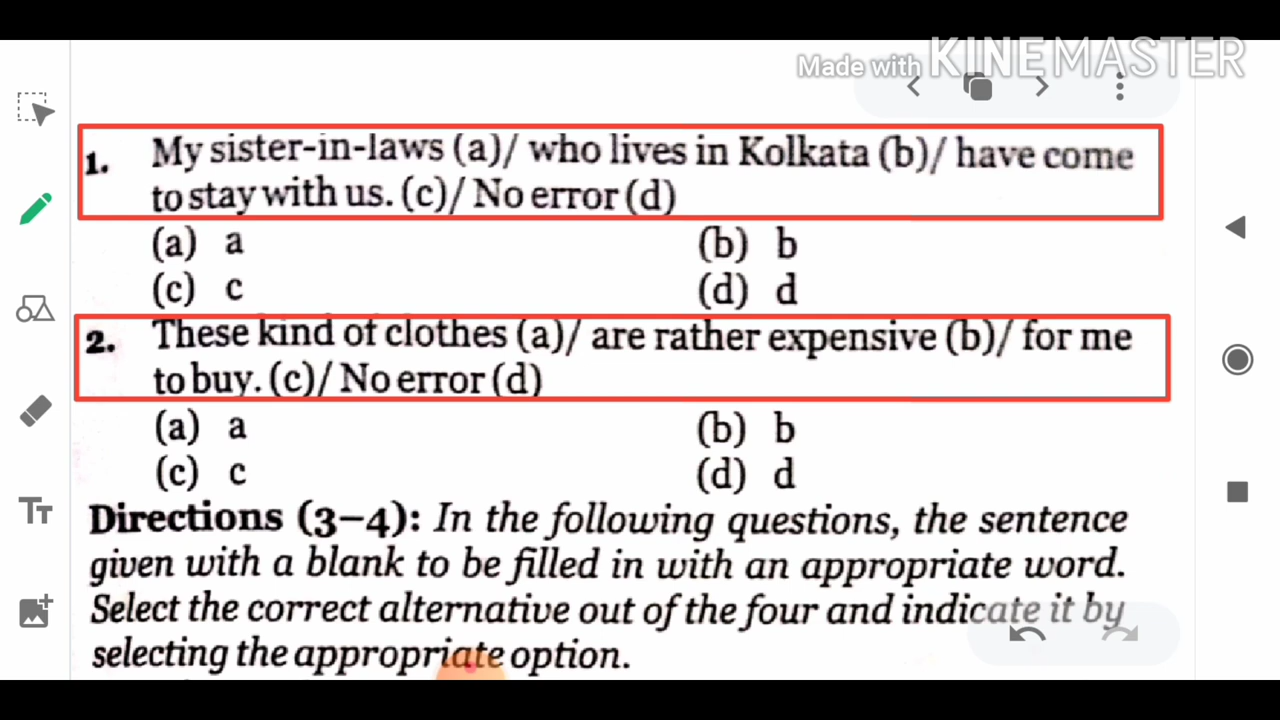 Made with KINEMASTER
1. My sister-in-laws (a)/ who lives in Kolkata (b)/ have come
to stay with us. (c)/ No error (d)
(a) a (b) b
(c) c (d) d
2. These kind of clothes (a)/ are rather expensive (b)/ for me
to buy. (c)/ No error (d)
(a) a (b) b
(c) c (d) d
Directions (3–4): In the following questions, the sentence
given with a blank to be filled in with an appropriate word.
Select the correct alternative out of the four and indicate it by
selecting the appropriate option.
TT